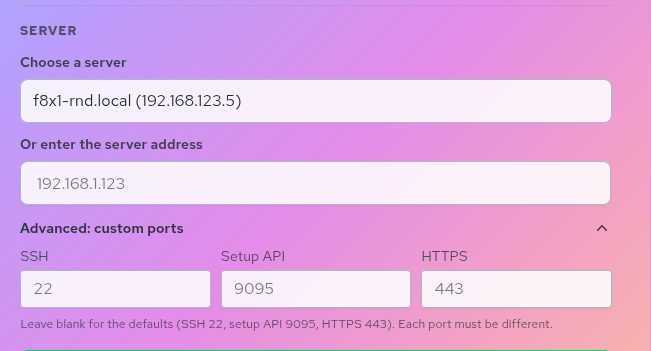 SERVER
Choose a server
f8x1-rnd.local (192.168.123.5)
Or enter the server address
192.168.1.123
Advanced: custom ports
SSH Setup API HTTPS
22 9095 443
Leave blank for the defaults (SSH 22, setup API 9095, HTTPS 443). Each port must be different.